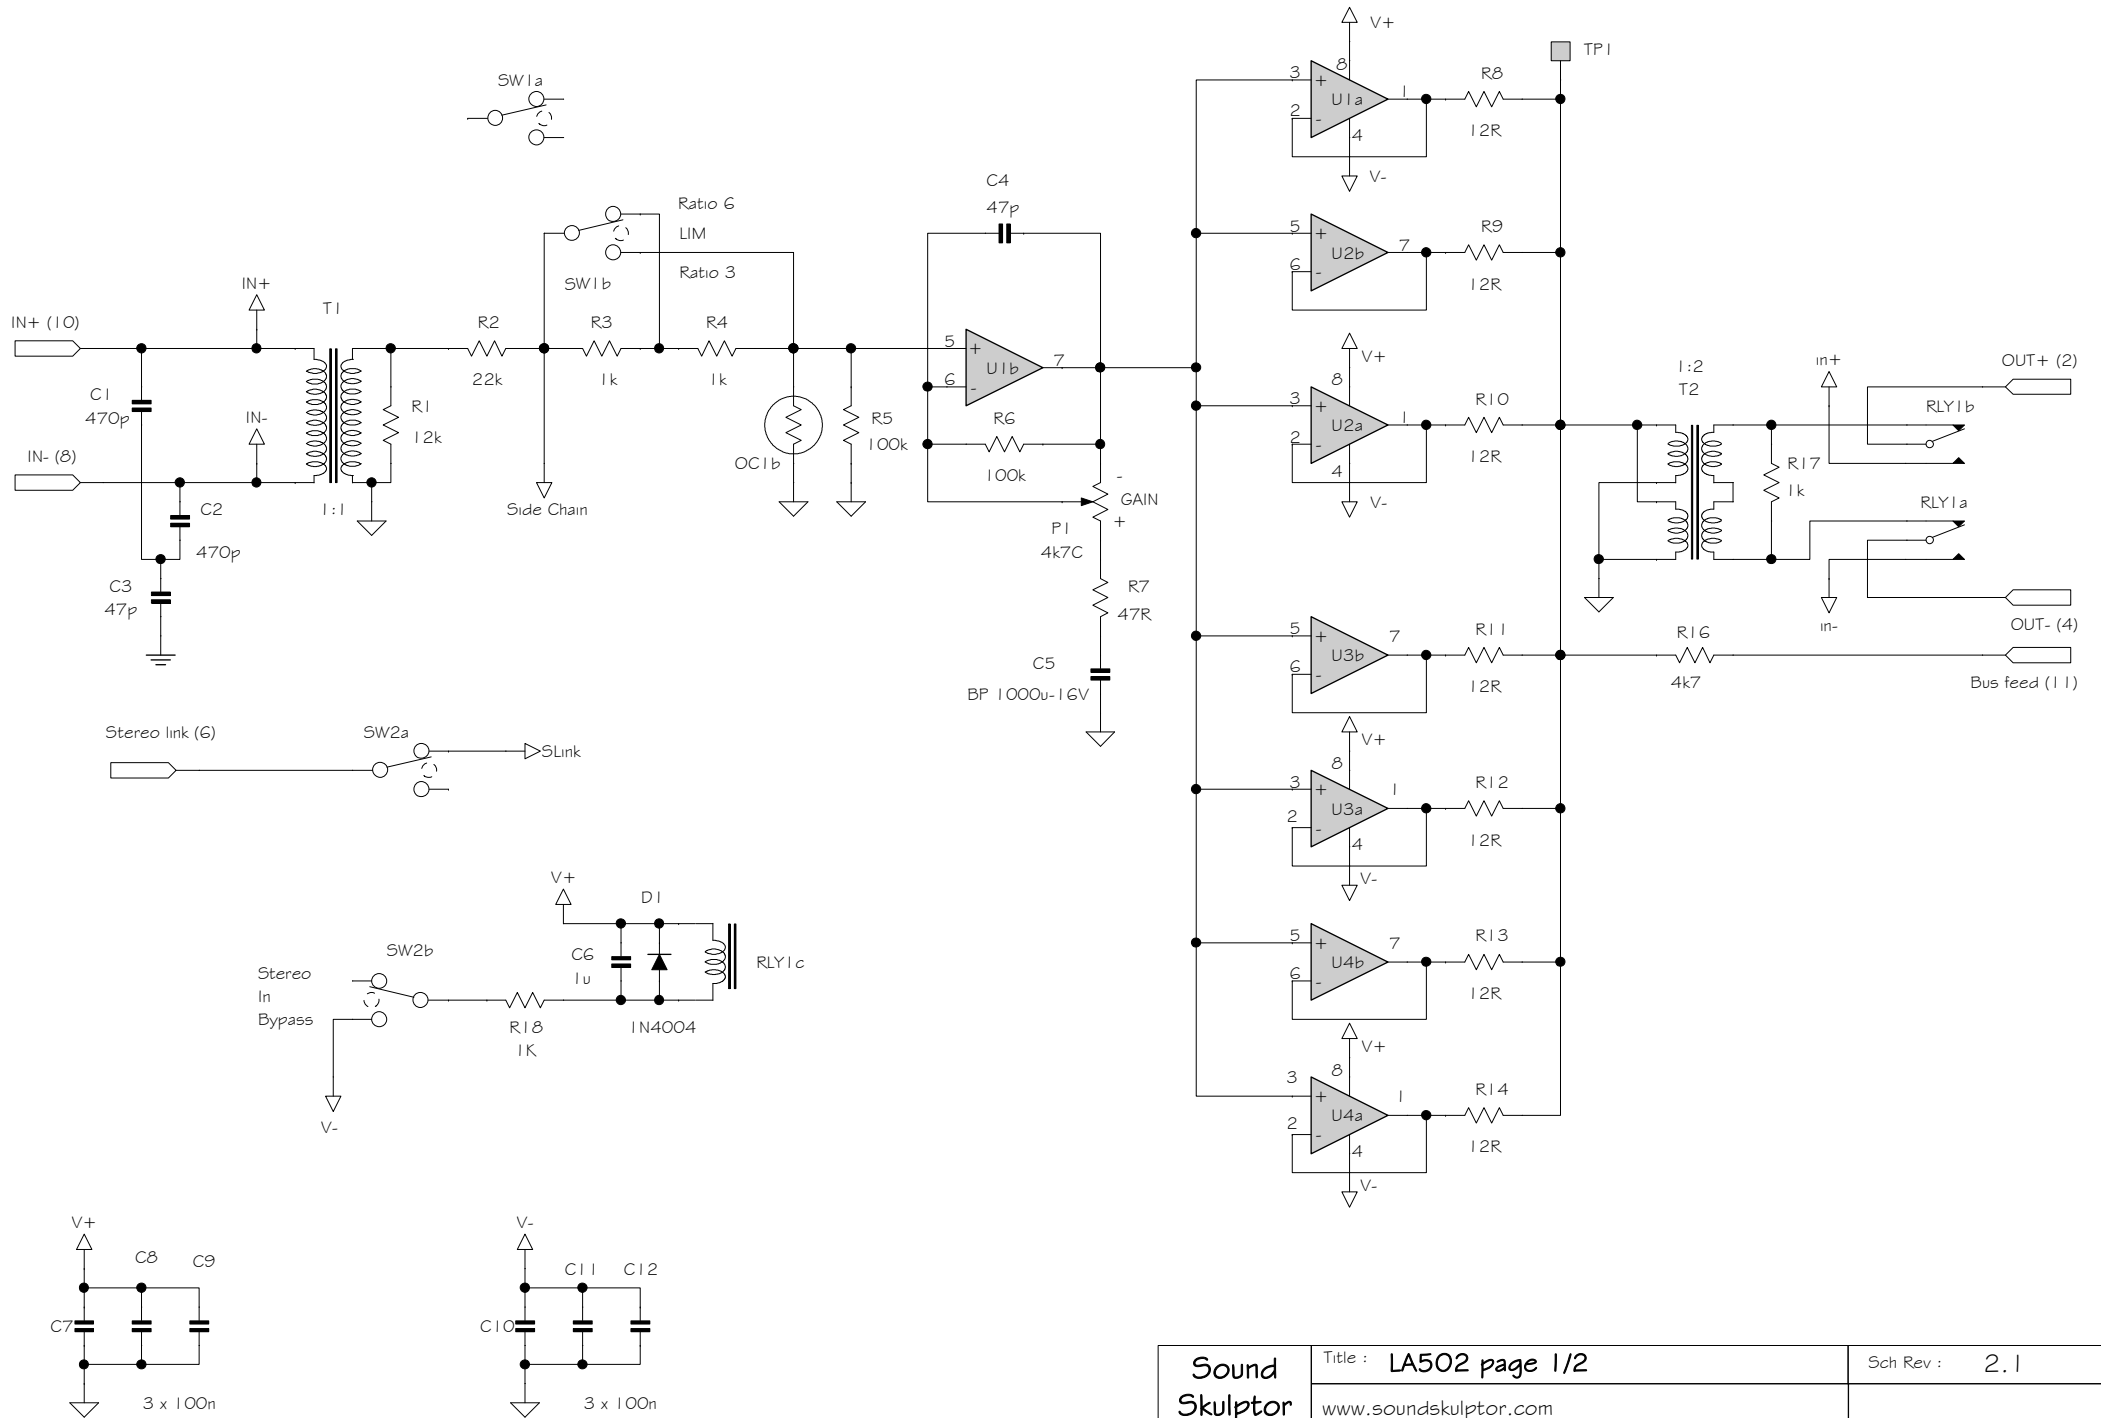 V+
TP1
SW1a
3
+
8
U1a
1
R8
2
-
4
12R
V-
C4
47p
Ratio 6
LIM
Ratio 3
SW1b
5
+
U2b
7
R9
6
-
12R
IN+
T1
IN+ (10)
R2
R3
R4
22k
1k
1k
5
+
U1b
7
6
-
V+
8
3
+
U2a
1
R10
2
-
4
12R
V-
1:2
T2
in+
OUT+ (2)
RLY1b
C1
470p
IN-
R1
12k
R5
100k
R6
100k
OC1b
IN- (8)
1:1
C2
470p
Side Chain
-
GAIN
+
P1
4k7C
R17
1k
RLY1a
C3
47p
R7
47R
in-
OUT- (4)
5
+
U3b
7
R11
6
-
12R
R16
4k7
Bus feed (11)
C5
BP 1000u-16V
Stereo link (6)
SW2a
SLink
V+
8
3
+
U3a
1
R12
2
-
4
12R
V-
V+
D1
SW2b
C6
1u
RLY1c
Stereo
In
Bypass
R18
1K
1N4004
V-
5
+
U4b
7
R13
6
-
12R
V+
8
3
+
U4a
1
R14
2
-
4
12R
V-
V+
C8
C9
C7
3 x 100n
V-
C11
C12
C10
3 x 100n
Sound
Skulptor
Title :
LA502 page 1/2
Sch Rev :
2.1
www.soundskulptor.com